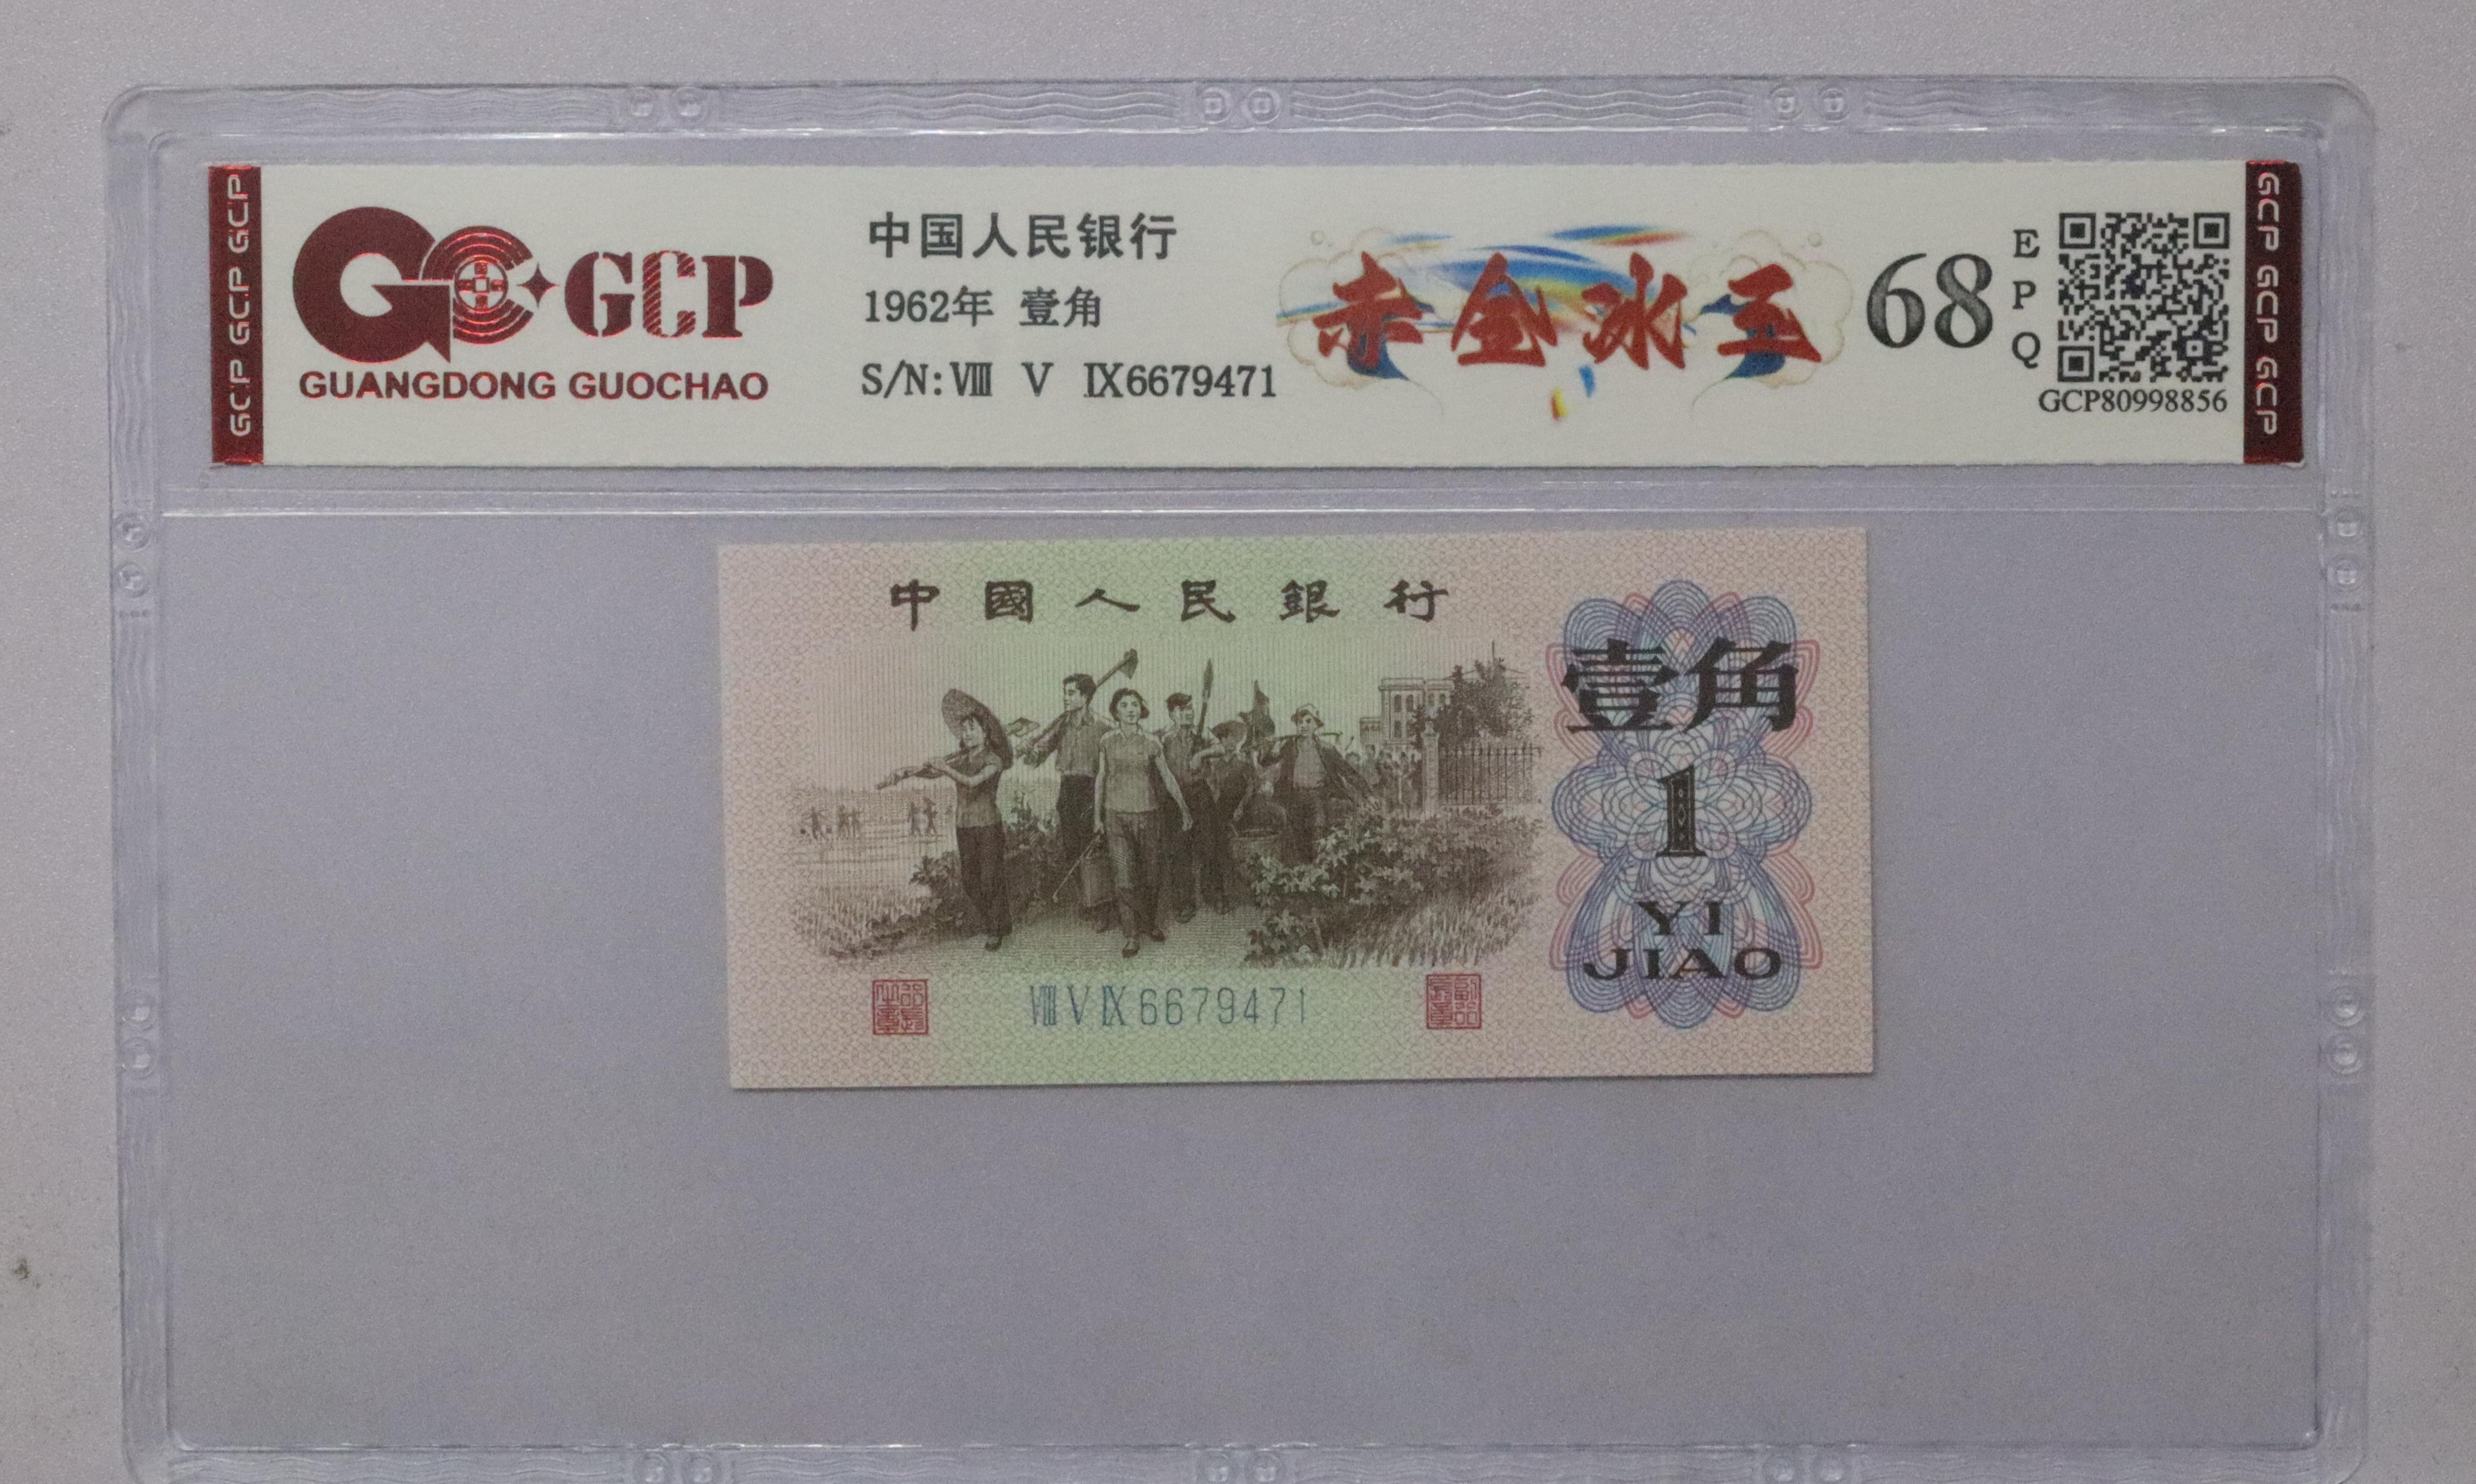 GCP GCP GCP
GCP
GUANGDONG GUOCHAO
中国人民银行
1962年 壹角
S/N:Ⅷ Ⅴ Ⅸ6679471
赤金冰王
68
EPQ
GCP80998856
GCP GCP GCP
中國人民銀行
壹角
1
YI
JIAO
ⅧⅤⅨ6679471